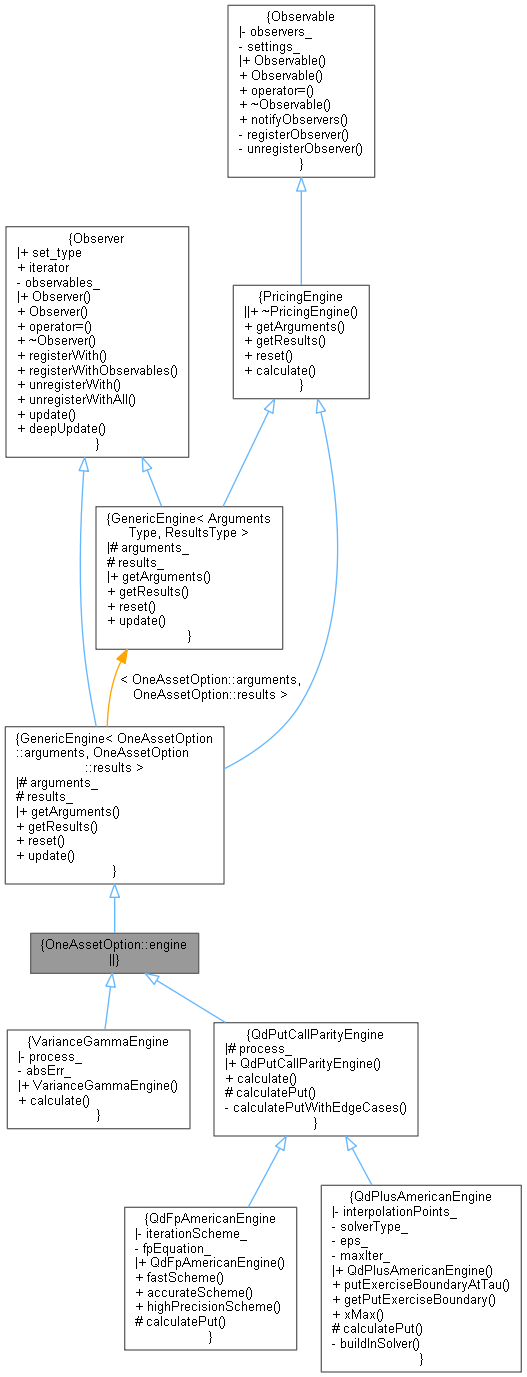 {Observable
|- observers_
- settings_
|+ Observable()
+ Observable()
+ operator=()
+ ~Observable()
+ notifyObservers()
- registerObserver()
- unregisterObserver()
}
{Observer
|+ set_type
+ iterator
- observables_
|+ Observer()
+ Observer()
+ operator=()
+ ~Observer()
+ registerWith()
+ registerWithObservables()
+ unregisterWith()
+ unregisterWithAll()
+ update()
+ deepUpdate()
}
{PricingEngine
||+ ~PricingEngine()
+ getArguments()
+ getResults()
+ reset()
+ calculate()
}
{GenericEngine< Arguments
Type, ResultsType >
|# arguments_
# results_
|+ getArguments()
+ getResults()
+ reset()
+ update()
}
< OneAssetOption::arguments,
OneAssetOption::results >
{GenericEngine< OneAssetOption
::arguments, OneAssetOption
::results >
|# arguments_
# results_
|+ getArguments()
+ getResults()
+ reset()
+ update()
}
{OneAssetOption::engine
||}
{VarianceGammaEngine
|- process_
- absErr_
|+ VarianceGammaEngine()
+ calculate()
}
{QdPutCallParityEngine
|# process_
|+ QdPutCallParityEngine()
+ calculate()
# calculatePut()
- calculatePutWithEdgeCases()
}
{QdFpAmericanEngine
|- iterationScheme_
- fpEquation_
|+ QdFpAmericanEngine()
+ fastScheme()
+ accurateScheme()
+ highPrecisionScheme()
# calculatePut()
}
{QdPlusAmericanEngine
|- interpolationPoints_
- solverType_
- eps_
- maxIter_
|+ QdPlusAmericanEngine()
+ putExerciseBoundaryAtTau()
+ getPutExerciseBoundary()
+ xMax()
# calculatePut()
- buildInSolver()
}